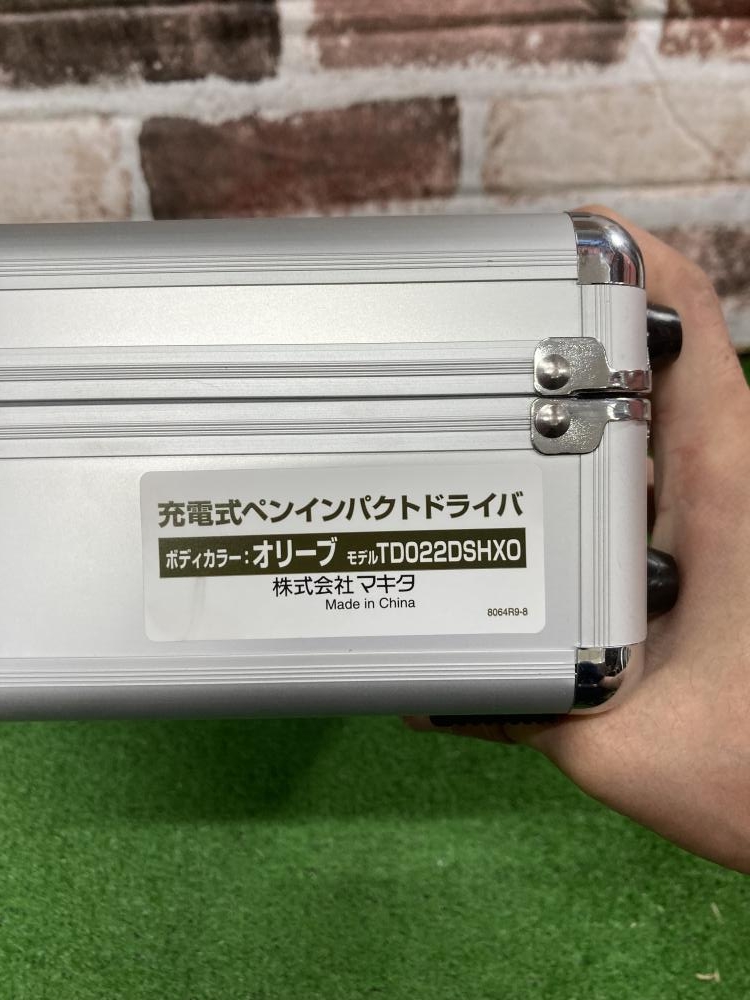 充電式ペンインパクトドライバ
ボディカラー:オリーブ モデルTD022DSHXO
株式会社マキタ
Made in China
8064R9-8